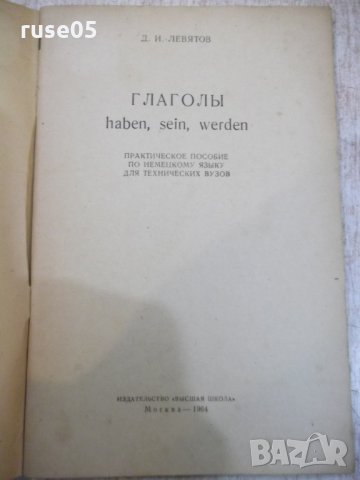 ruse05
Д. И. ЛЕВЯТОВ
ГЛАГОЛЫ
haben, sein, werden
ПРАКТИЧЕСКОЕ ПОСОБИЕ
ПО НЕМЕЦКОМУ ЯЗЫКУ
ДЛЯ ТЕХНИЧЕСКИХ ВУЗОВ
ИЗДАТЕЛЬСТВО «ВЫСШАЯ ШКОЛА»
Москва — 1964
BAZAR